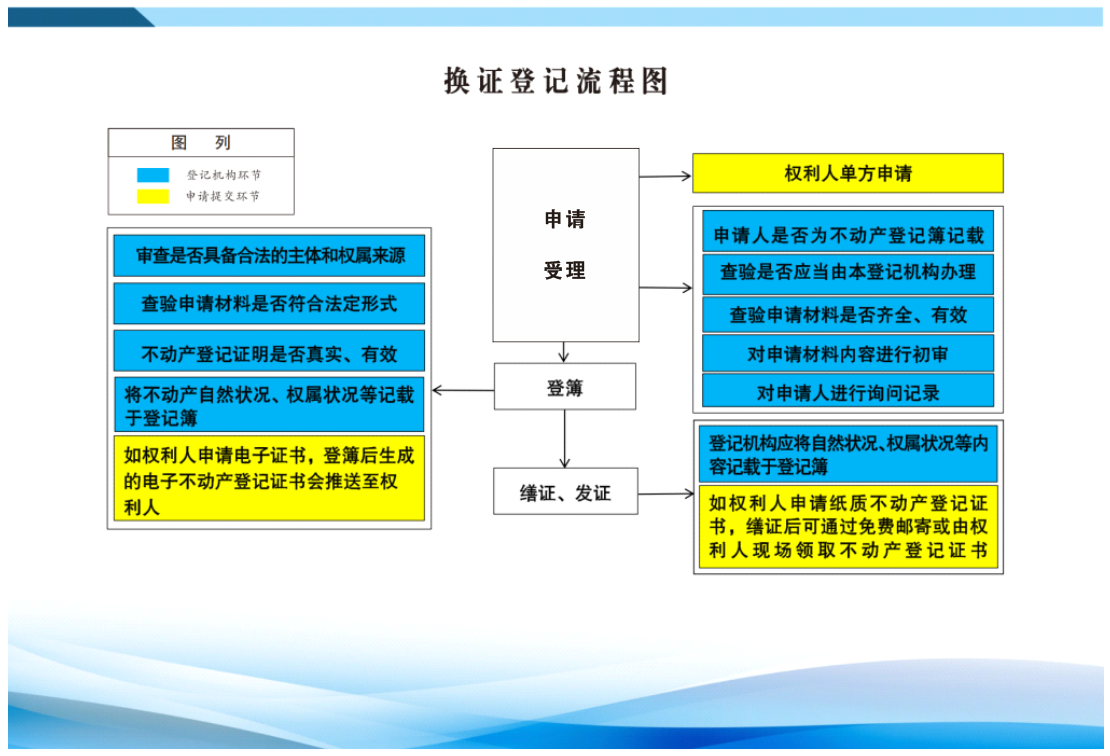 换证登记流程图
图 列
登记机构环节
申请提交环节
申请
受理
权利人单方申请
申请人是否为不动产登记簿记载
查验是否应当由本登记机构办理
查验申请材料是否齐全、有效
对申请材料内容进行初审
对申请人进行询问记录
登簿
审查是否具备合法的主体和权属来源
查验申请材料是否符合法定形式
不动产登记证明是否真实、有效
将不动产自然状况、权属状况等记载
于登记簿
如权利人申请电子证书，登簿后生成
的电子不动产登记证书会推送至权
利人
缮证、发证
登记机构应将自然状况、权属状况等内
容记载于登记簿
如权利人申请纸质不动产登记证
书，缮证后可通过免费邮寄或由权
利人现场领取不动产登记证书